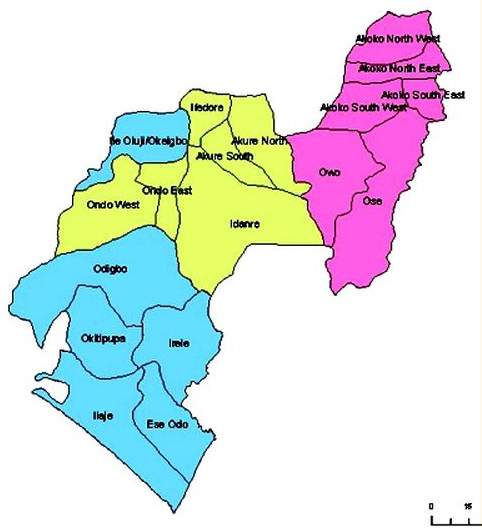 Akoko North West
Akoko North East
Akoko South East
Akoko South West
Ifedore
Ile Oluji/Okeigbo
Akure North
Akure South
Owo
Ondo East
Ose
Ondo West
Idanre
Odigbo
Okitipupa
Irele
Ilaje
Ese Odo
0 15